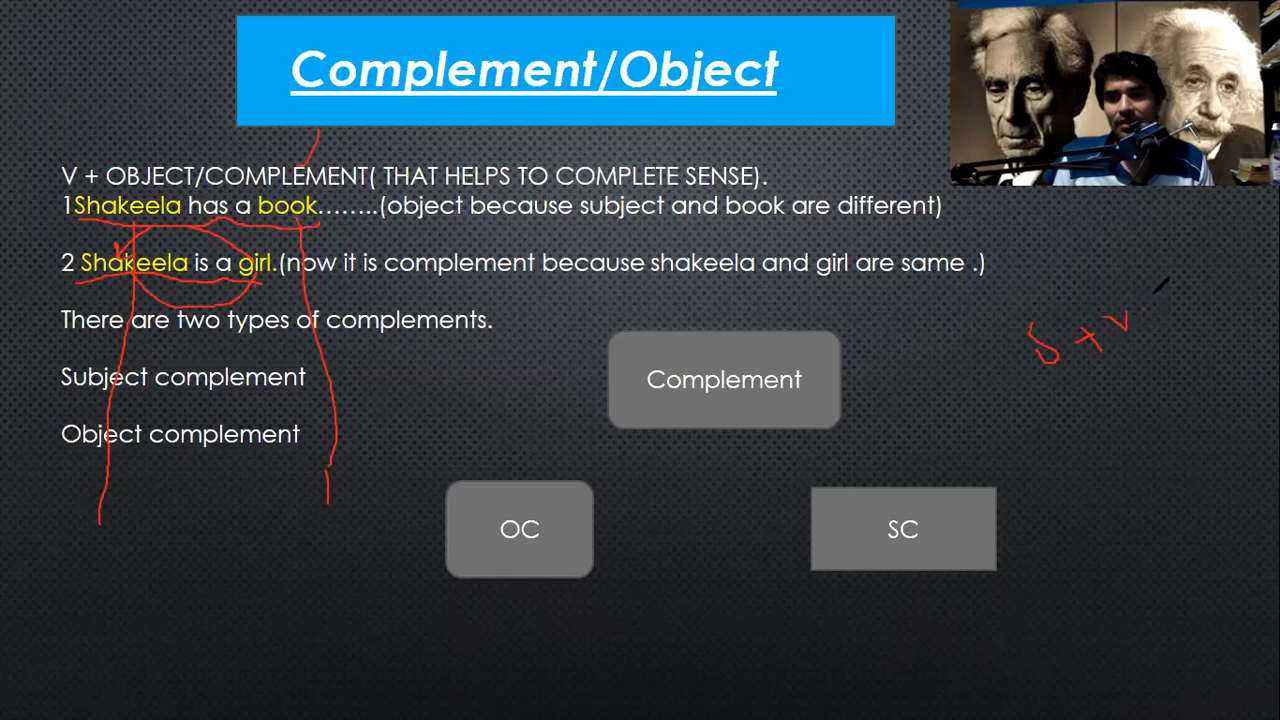 Complement/Object
V + OBJECT/COMPLEMENT( THAT HELPS TO COMPLETE SENSE).
1Shakeela has a book……..(object because subject and book are different)
2 Shakeela is a girl.(now it is complement because shakeela and girl are same .)
There are two types of complements.
Subject complement
Object complement
Complement
OC
SC
S + V